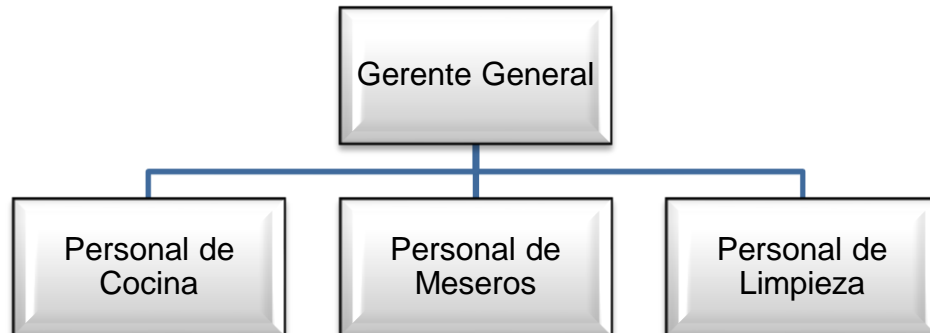 Gerente General
Personal de
Cocina
Personal de
Meseros
Personal de
Limpieza